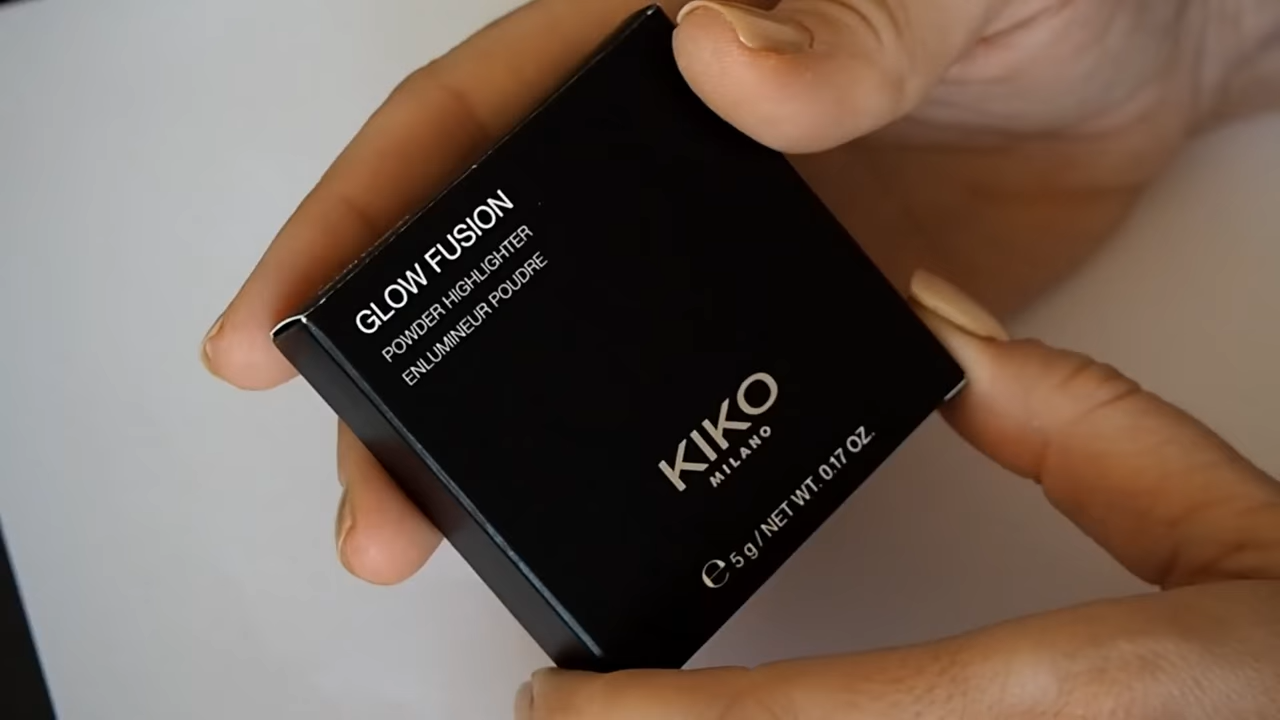 GLOW FUSION
POWDER HIGHLIGHTER
ENLUMINEUR POUDRE
KIKO
MILANO
℮ 5 g / NET WT. 0.17 OZ.